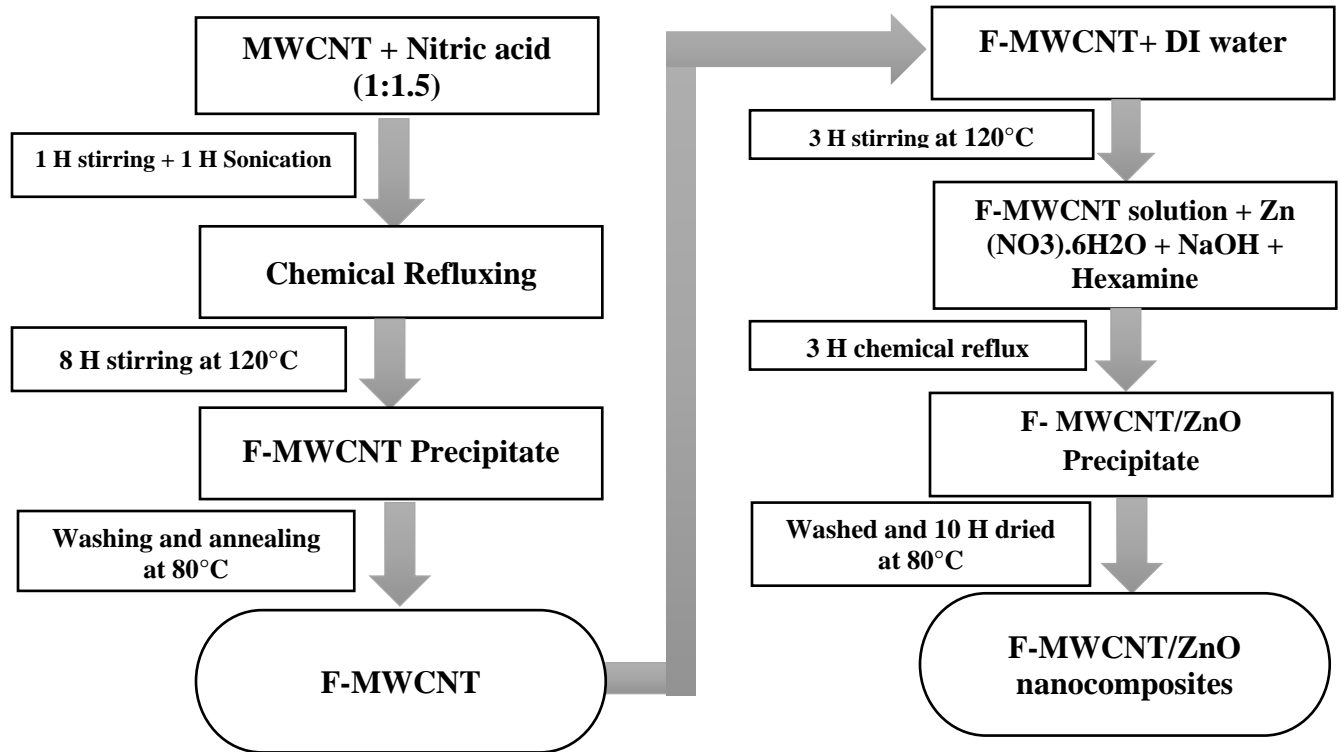 MWCNT + Nitric acid
(1:1.5)
1 H stirring + 1 H Sonication
Chemical Refluxing
8 H stirring at 120°C
F-MWCNT Precipitate
Washing and annealing
at 80°C
F-MWCNT
F-MWCNT+ DI water
3 H stirring at 120°C
F-MWCNT solution + Zn
(NO3).6H2O + NaOH +
Hexamine
3 H chemical reflux
F- MWCNT/ZnO
Precipitate
Washed and 10 H dried
at 80°C
F-MWCNT/ZnO
nanocomposites